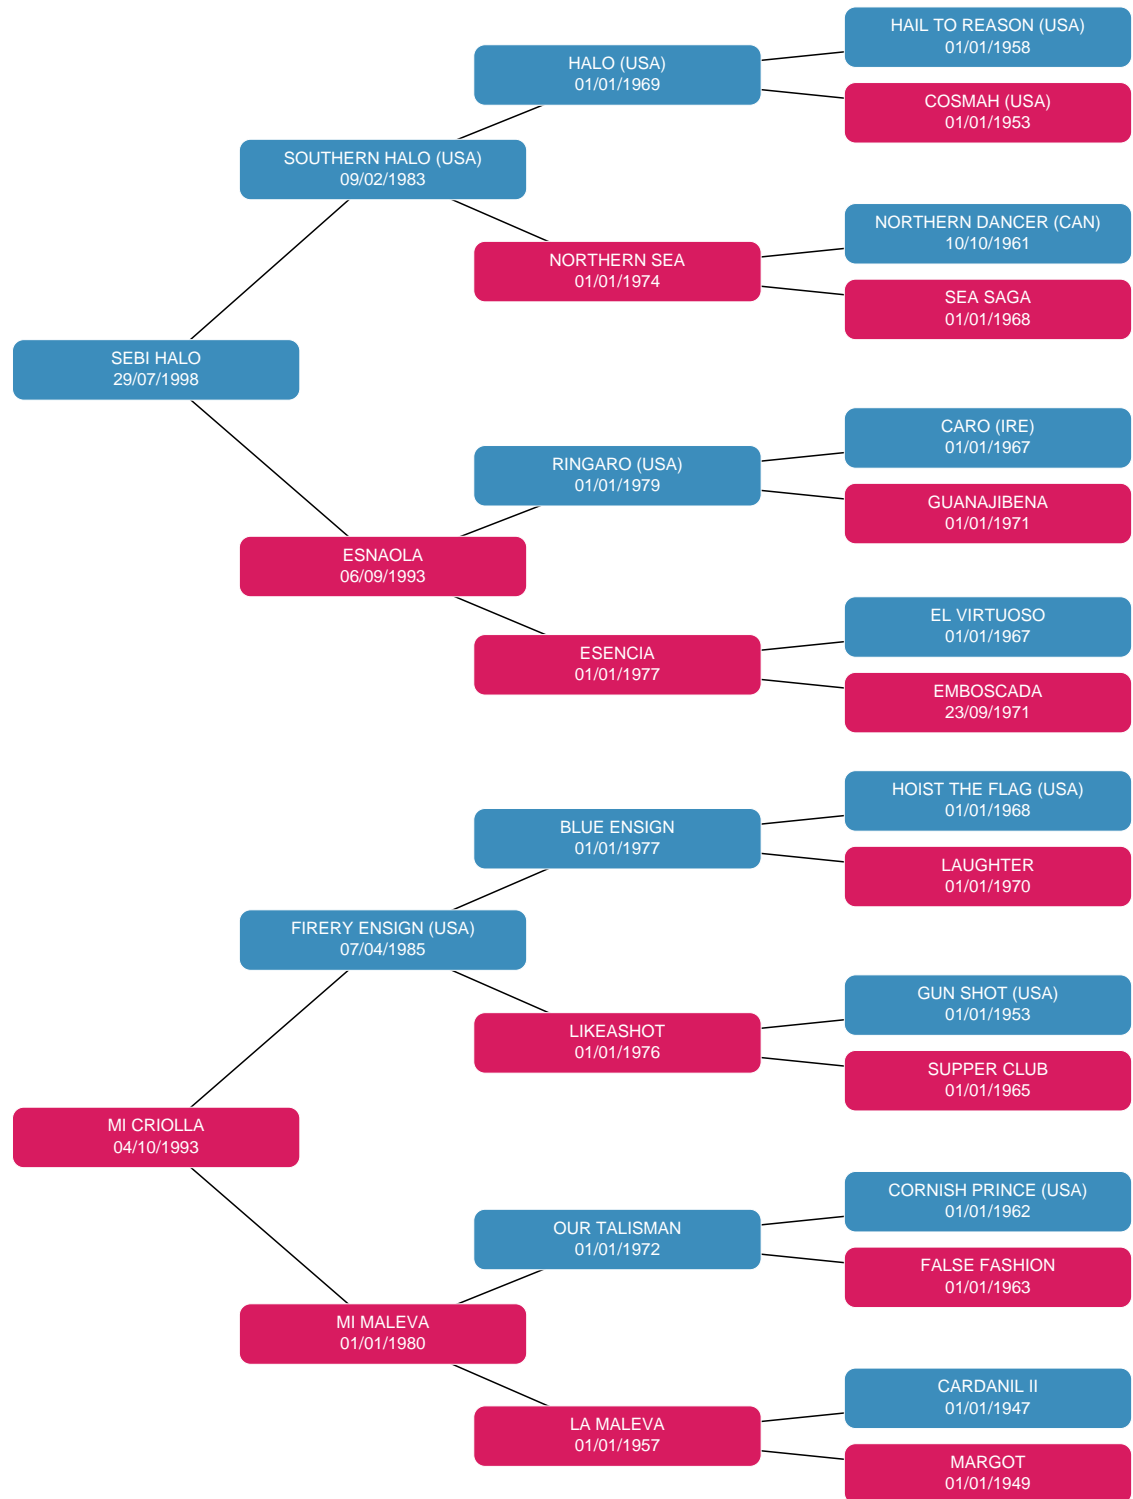 HAIL TO REASON (USA)
01/01/1958
HALO (USA)
01/01/1969
COSMAH (USA)
01/01/1953
SOUTHERN HALO (USA)
09/02/1983
NORTHERN DANCER (CAN)
10/10/1961
NORTHERN SEA
01/01/1974
SEA SAGA
01/01/1968
SEBI HALO
29/07/1998
CARO (IRE)
01/01/1967
RINGARO (USA)
01/01/1979
GUANAJIBENA
01/01/1971
ESNAOLA
06/09/1993
EL VIRTUOSO
01/01/1967
ESENCIA
01/01/1977
EMBOSCADA
23/09/1971
HOIST THE FLAG (USA)
01/01/1968
BLUE ENSIGN
01/01/1977
LAUGHTER
01/01/1970
FIRERY ENSIGN (USA)
07/04/1985
GUN SHOT (USA)
01/01/1953
LIKEASHOT
01/01/1976
SUPPER CLUB
01/01/1965
MI CRIOLLA
04/10/1993
CORNISH PRINCE (USA)
01/01/1962
OUR TALISMAN
01/01/1972
FALSE FASHION
01/01/1963
MI MALEVA
01/01/1980
CARDANIL II
01/01/1947
LA MALEVA
01/01/1957
MARGOT
01/01/1949